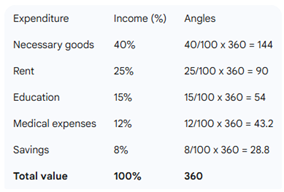 Expenditure Income (%) Angles
Necessary goods 40% 40/100 x 360 = 144
Rent 25% 25/100 x 360 = 90
Education 15% 15/100 x 360 = 54
Medical expenses 12% 12/100 x 360 = 43.2
Savings 8% 8/100 x 360 = 28.8
Total value 100% 360